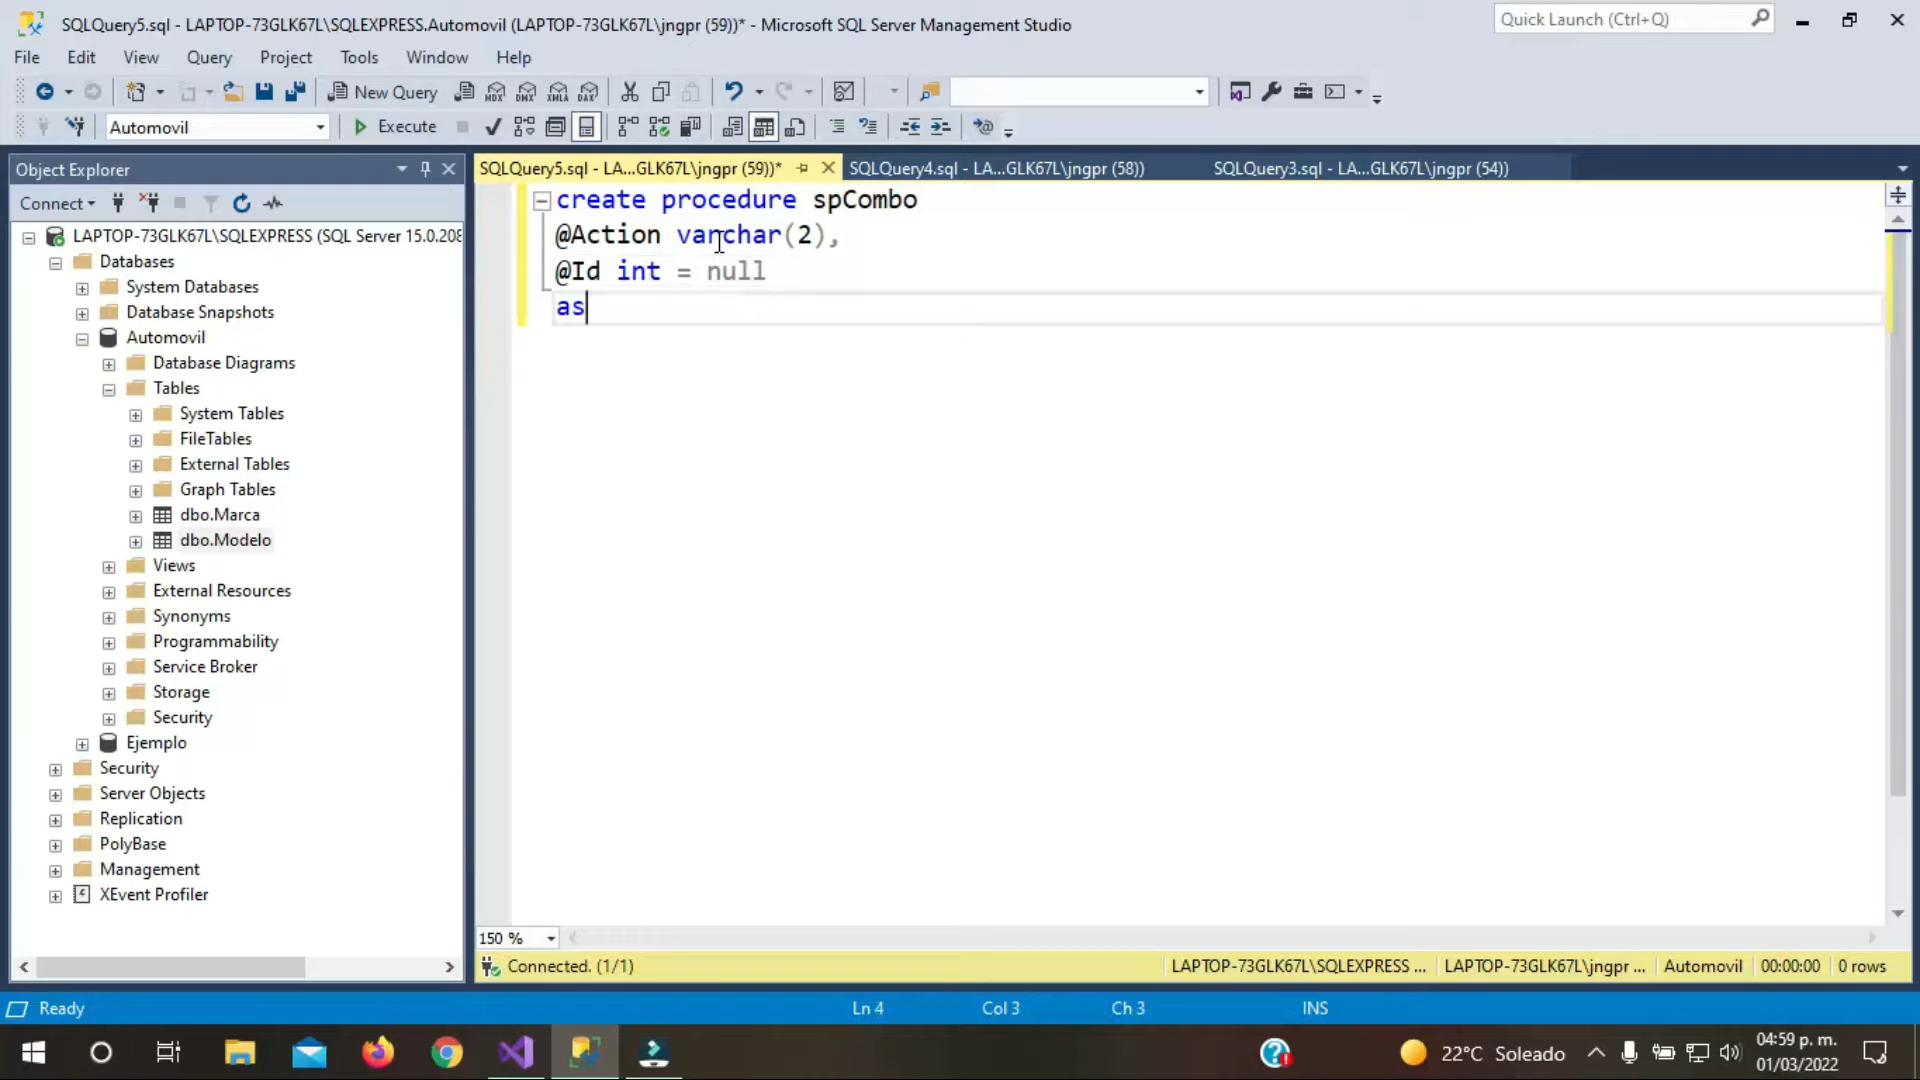 SQLQuery5.sql - LAPTOP-73GLK67L\SQLEXPRESS.Automovil (LAPTOP-73GLK67L\jngpr (59))* - Microsoft SQL Server Management Studio
Quick Launch (Ctrl+Q)
File Edit View Query Project Tools Window Help
New Query
MDX DMX XMLA DAX
Automovil
Execute
Object Explorer
SQLQuery5.sql - LA...GLK67L\jngpr (59))*
SQLQuery4.sql - LA...GLK67L\jngpr (58))
SQLQuery3.sql - LA...GLK67L\jngpr (54))
Connect
LAPTOP-73GLK67L\SQLEXPRESS (SQL Server 15.0.208
Databases
System Databases
Database Snapshots
Automovil
Database Diagrams
Tables
System Tables
FileTables
External Tables
Graph Tables
dbo.Marca
dbo.Modelo
Views
External Resources
Synonyms
Programmability
Service Broker
Storage
Security
Ejemplo
Security
Server Objects
Replication
PolyBase
Management
XEvent Profiler
create procedure spCombo
@Action varchar(2),
@Id int = null
as
150 %
Connected. (1/1)
LAPTOP-73GLK67L\SQLEXPRESS ...
LAPTOP-73GLK67L\jngpr ...
Automovil
00:00:00
0 rows
Ready
Ln 4
Col 3
Ch 3
INS
22°C Soleado
04:59 p. m.
01/03/2022